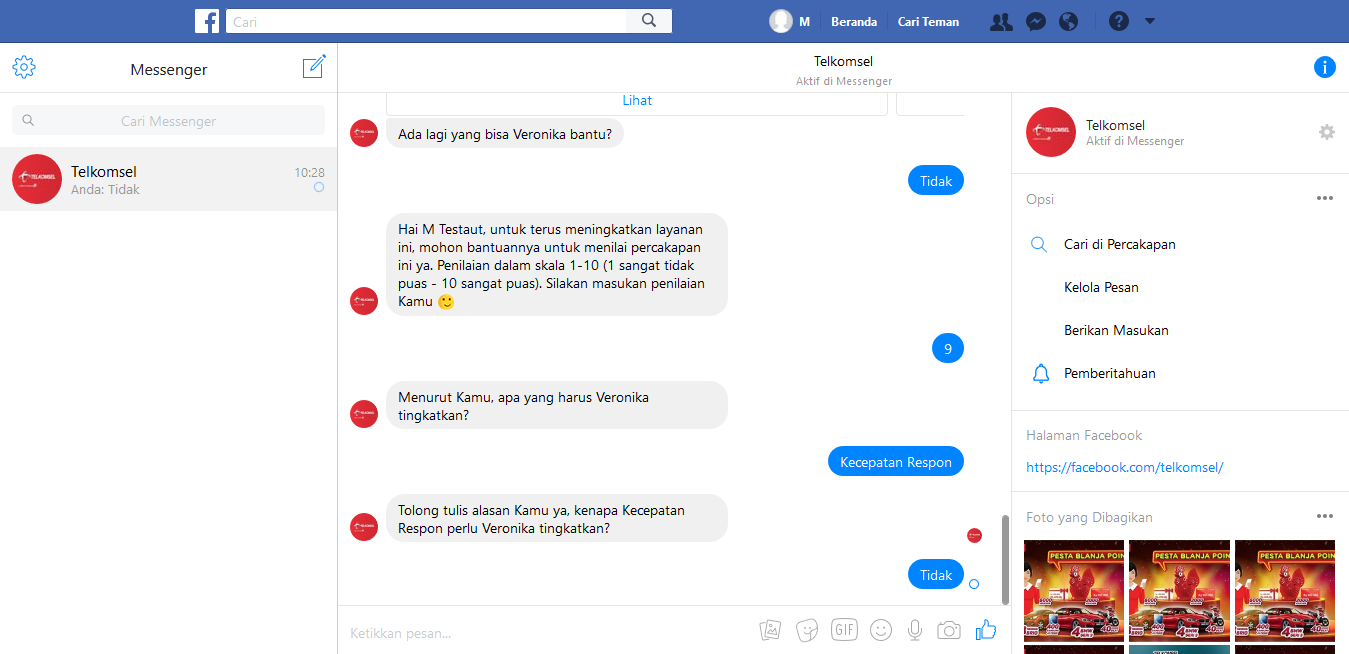 Cari
M
Beranda
Cari Teman
Messenger
Cari Messenger
Telkomsel
10:28
Anda: Tidak
Telkomsel
Aktif di Messenger
Lihat
Ada lagi yang bisa Veronika bantu?
Tidak
Hai M Testaut, untuk terus meningkatkan layanan
ini, mohon bantuannya untuk menilai percakapan
ini ya. Penilaian dalam skala 1-10 (1 sangat tidak
puas - 10 sangat puas). Silakan masukan penilaian
Kamu 🙂
9
Menurut Kamu, apa yang harus Veronika
tingkatkan?
Kecepatan Respon
Tolong tulis alasan Kamu ya, kenapa Kecepatan
Respon perlu Veronika tingkatkan?
Tidak
Ketikkan pesan...
GIF
Telkomsel
Aktif di Messenger
Opsi
Cari di Percakapan
Kelola Pesan
Berikan Masukan
Pemberitahuan
Halaman Facebook
https://facebook.com/telkomsel/
Foto yang Dibagikan
PESTA BLANJA POIN
PESTA BLANJA POIN
PESTA BLANJA POIN